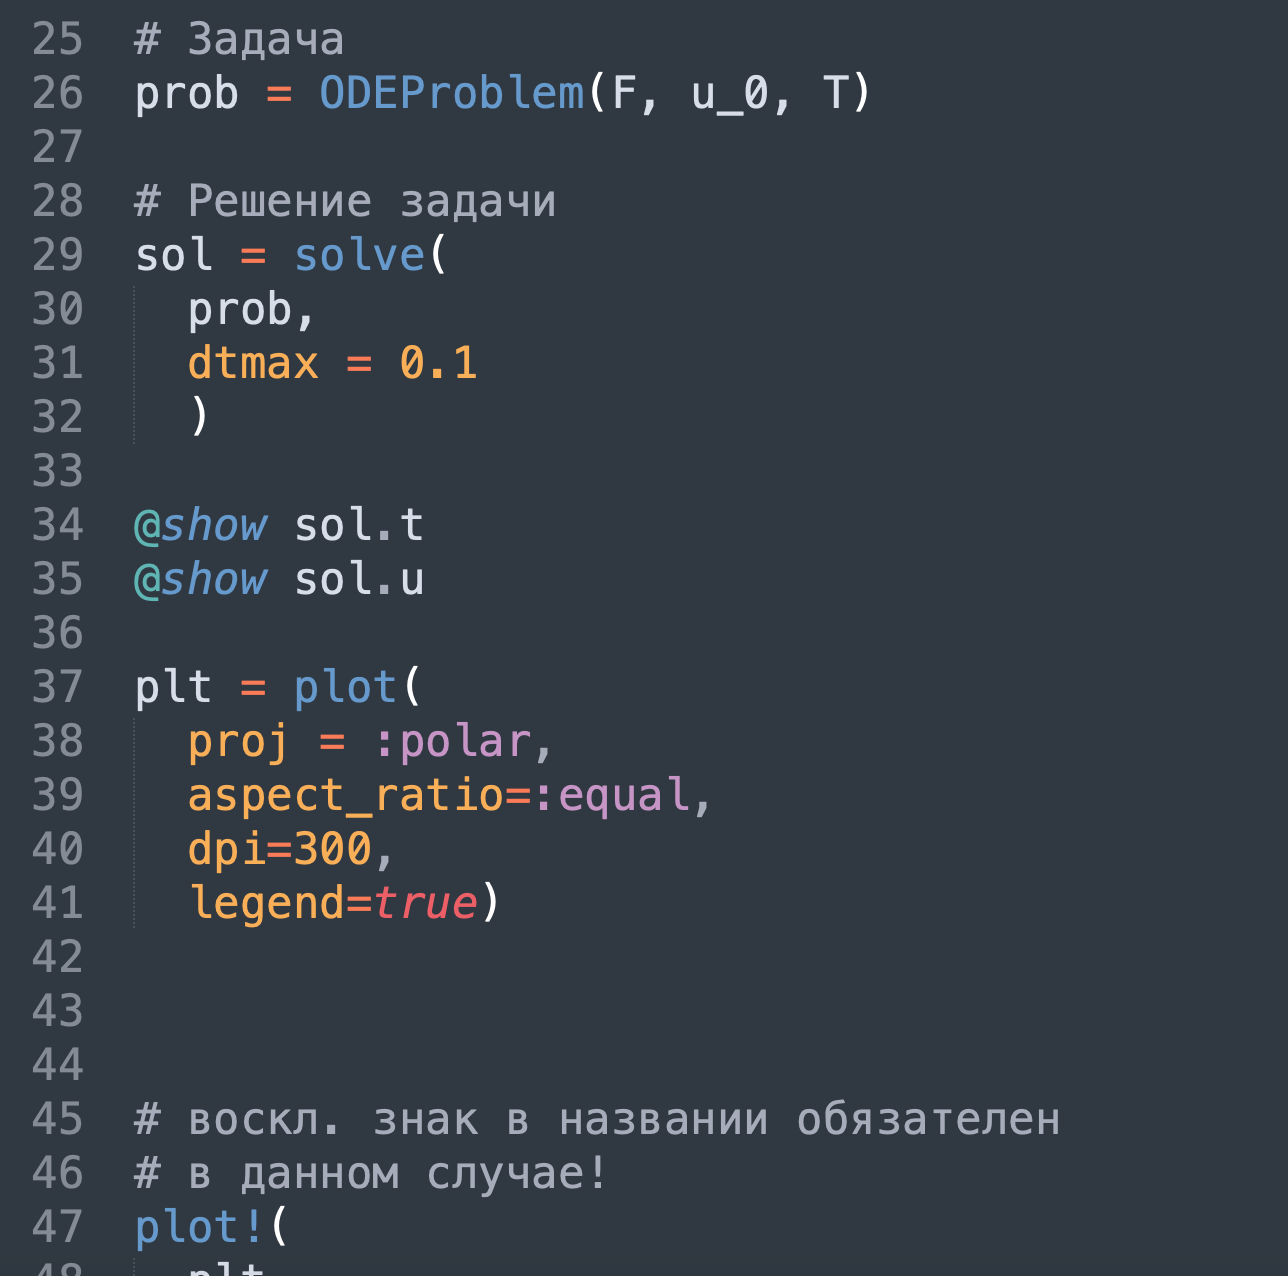 25 # Задача
26 prob = ODEProblem(F, u_0, T)
27
28 # Решение задачи
29 sol = solve(
30 prob,
31 dtmax = 0.1
32 )
33
34 @show sol.t
35 @show sol.u
36
37 plt = plot(
38 proj = :polar,
39 aspect_ratio=:equal,
40 dpi=300,
41 legend=true)
42
43
44
45 # воскл. знак в названии обязателен
46 # в данном случае!
47 plot!(
48 plt